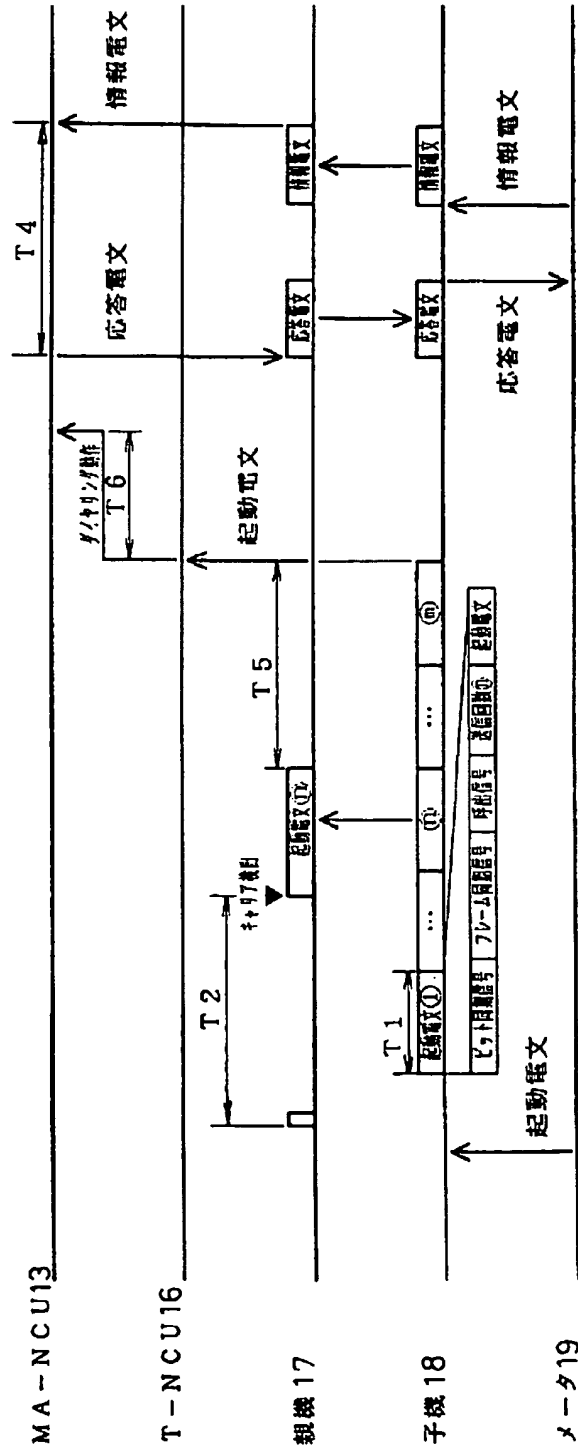 MA-NCU13
T-NCU16
親機17
子機18
メータ19
T4
応答電文
情報電文
ダイヤリング動作
T6
起動電文
T5
T2
キャリア検出
起動電文ⓝ
応答電文
情報電文
T1
起動電文①
…
ⓝ
…
ⓜ
応答電文
情報電文
ビット同期信号
フレーム同期信号
呼出信号
送信回数ⓝ
起動電文
起動電文
応答電文
情報電文